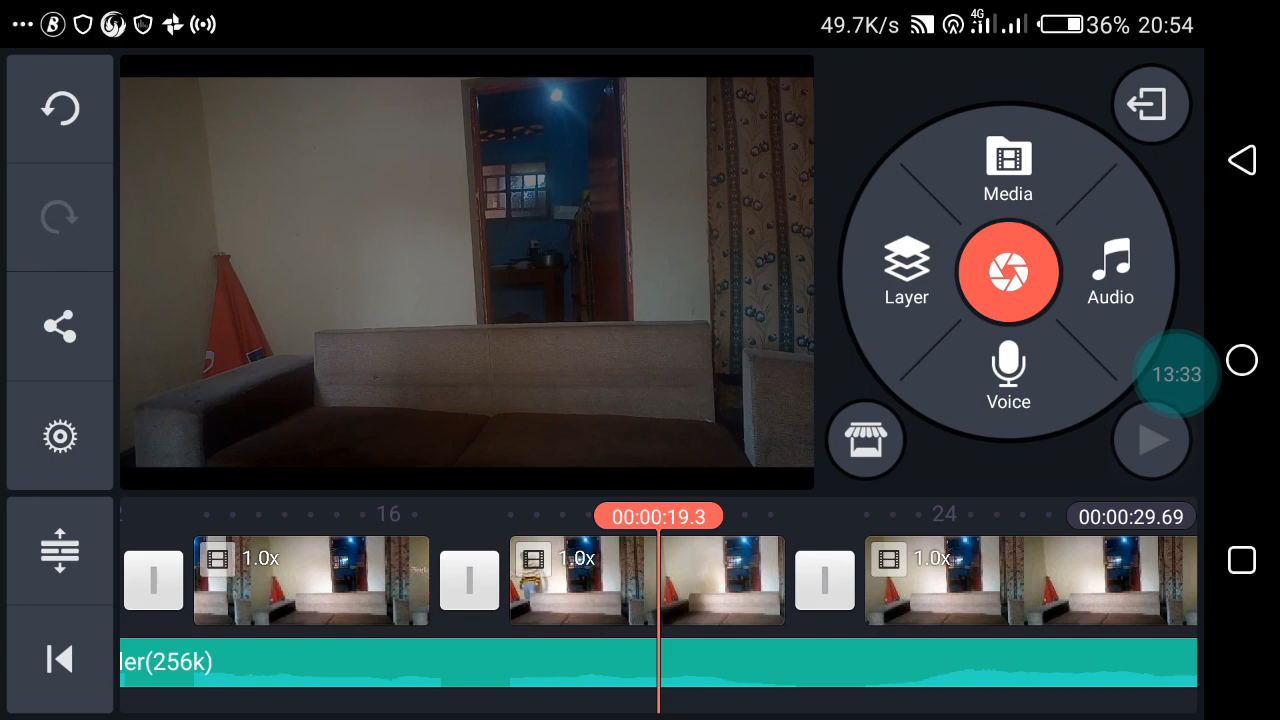 49.7K/s 4G 36% 20:54
Media
Layer
Audio
13:33
Voice
16
00:00:19.3
24
00:00:29.69
1.0x
1.0x
1.0x
ler(256k)